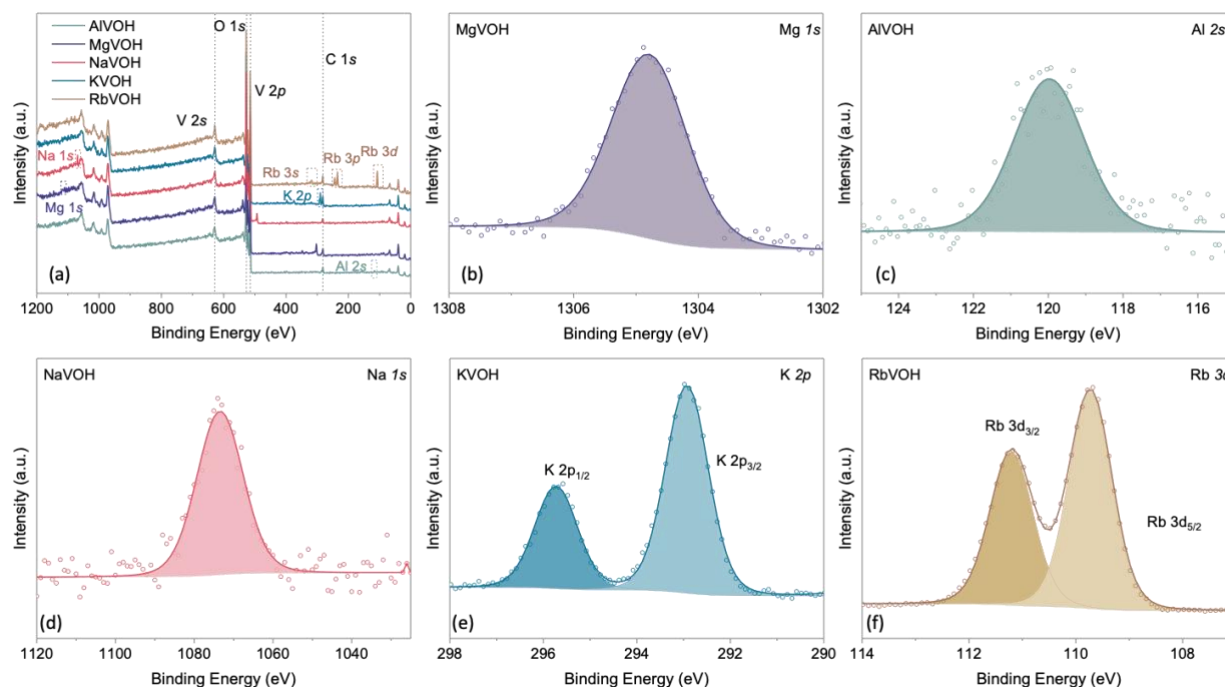 AlVOH
MgVOH
NaVOH
KVOH
RbVOH
O 1s
C 1s
V 2s
V 2p
Na 1s
Mg 1s
Rb 3s
Rb 3p
Rb 3d
K 2p
Al 2s
(a)
Intensity (a.u.)
1200 1000 800 600 400 200 0
Binding Energy (eV)
MgVOH Mg 1s
(b)
Intensity (a.u.)
1308 1306 1304 1302
Binding Energy (eV)
AlVOH Al 2s
(c)
Intensity (a.u.)
124 122 120 118 116
Binding Energy (eV)
NaVOH Na 1s
(d)
Intensity (a.u.)
1120 1100 1080 1060 1040
Binding Energy (eV)
KVOH K 2p
K 2p1/2
K 2p3/2
(e)
Intensity (a.u.)
298 296 294 292 290
Binding Energy (eV)
RbVOH Rb 3d
Rb 3d3/2
Rb 3d5/2
(f)
Intensity (a.u.)
114 112 110 108
Binding Energy (eV)